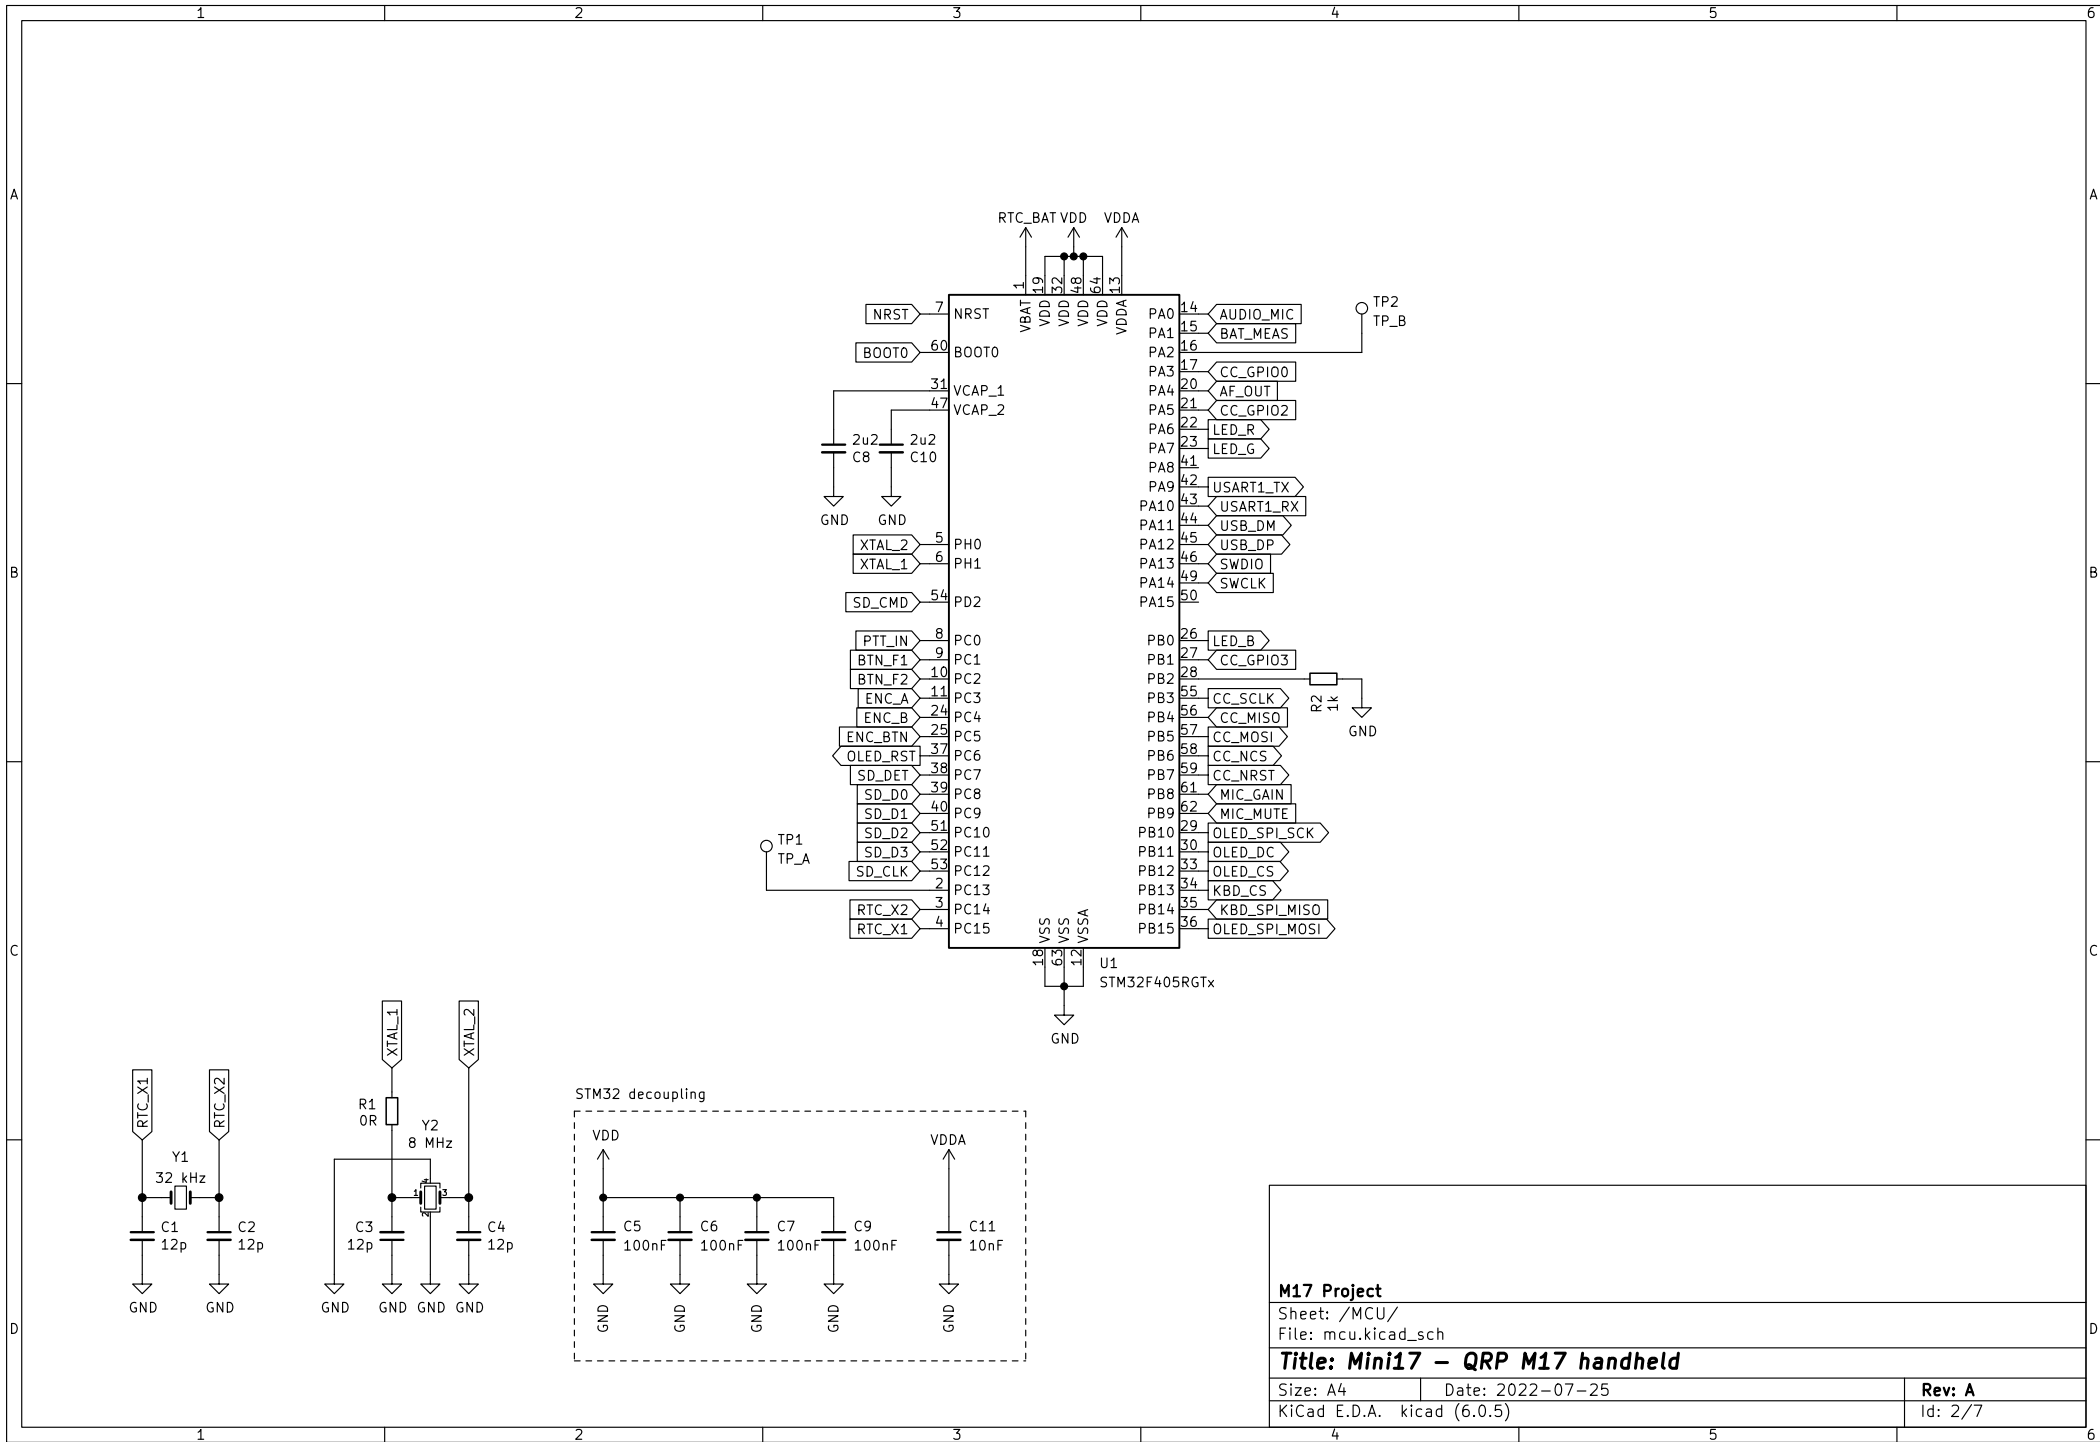 1 2 3 4 5 6
A A
B B
C C
D D
RTC_BAT VDD VDDA
1 19 32 48 64 13
VBAT VDD VDD VDD VDD VDDA
NRST 7 NRST
BOOT0 60 BOOT0
31 VCAP_1
47 VCAP_2
2u2 C8
2u2 C10
GND GND
XTAL_2 5 PH0
XTAL_1 6 PH1
SD_CMD 54 PD2
PTT_IN 8 PC0
BTN_F1 9 PC1
BTN_F2 10 PC2
ENC_A 11 PC3
ENC_B 24 PC4
ENC_BTN 25 PC5
OLED_RST 37 PC6
SD_DET 38 PC7
SD_D0 39 PC8
SD_D1 40 PC9
SD_D2 51 PC10
SD_D3 52 PC11
SD_CLK 53 PC12
TP1
TP_A
2 PC13
RTC_X2 3 PC14
RTC_X1 4 PC15
PA0 14 AUDIO_MIC
PA1 15 BAT_MEAS
PA2 16
TP2
TP_B
PA3 17 CC_GPIO0
PA4 20 AF_OUT
PA5 21 CC_GPIO2
PA6 22 LED_R
PA7 23 LED_G
PA8 41
PA9 42 USART1_TX
PA10 43 USART1_RX
PA11 44 USB_DM
PA12 45 USB_DP
PA13 46 SWDIO
PA14 49 SWCLK
PA15 50
PB0 26 LED_B
PB1 27 CC_GPIO3
PB2 28
R2
1k
GND
PB3 55 CC_SCLK
PB4 56 CC_MISO
PB5 57 CC_MOSI
PB6 58 CC_NCS
PB7 59 CC_NRST
PB8 61 MIC_GAIN
PB9 62 MIC_MUTE
PB10 29 OLED_SPI_SCK
PB11 30 OLED_DC
PB12 33 OLED_CS
PB13 34 KBD_CS
PB14 35 KBD_SPI_MISO
PB15 36 OLED_SPI_MOSI
VSS VSS VSSA
18 63 12
U1
STM32F405RGTx
GND
RTC_X1 RTC_X2
Y1
32 kHz
C1
12p
C2
12p
GND GND
XTAL_1 XTAL_2
R1
0R
Y2
8 MHz
1 2 3 4
C3
12p
C4
12p
GND GND GND GND
STM32 decoupling
VDD VDDA
C5
100nF
C6
100nF
C7
100nF
C9
100nF
C11
10nF
GND GND GND GND GND
M17 Project
Sheet: /MCU/
File: mcu.kicad_sch
Title: Mini17 – QRP M17 handheld
Size: A4 Date: 2022-07-25 Rev: A
KiCad E.D.A. kicad (6.0.5) Id: 2/7
1 2 3 4 5 6